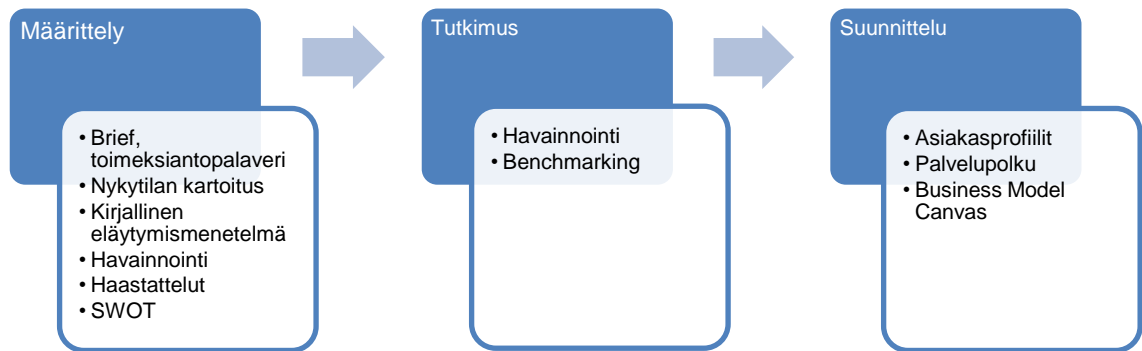 Määrittely
• Brief,
toimeksiantopalaveri
• Nykytilan kartoitus
• Kirjallinen
eläytymismenetelmä
• Havainnointi
• Haastattelut
• SWOT
Tutkimus
• Havainnointi
• Benchmarking
Suunnittelu
• Asiakasprofiilit
• Palvelupolku
• Business Model
Canvas